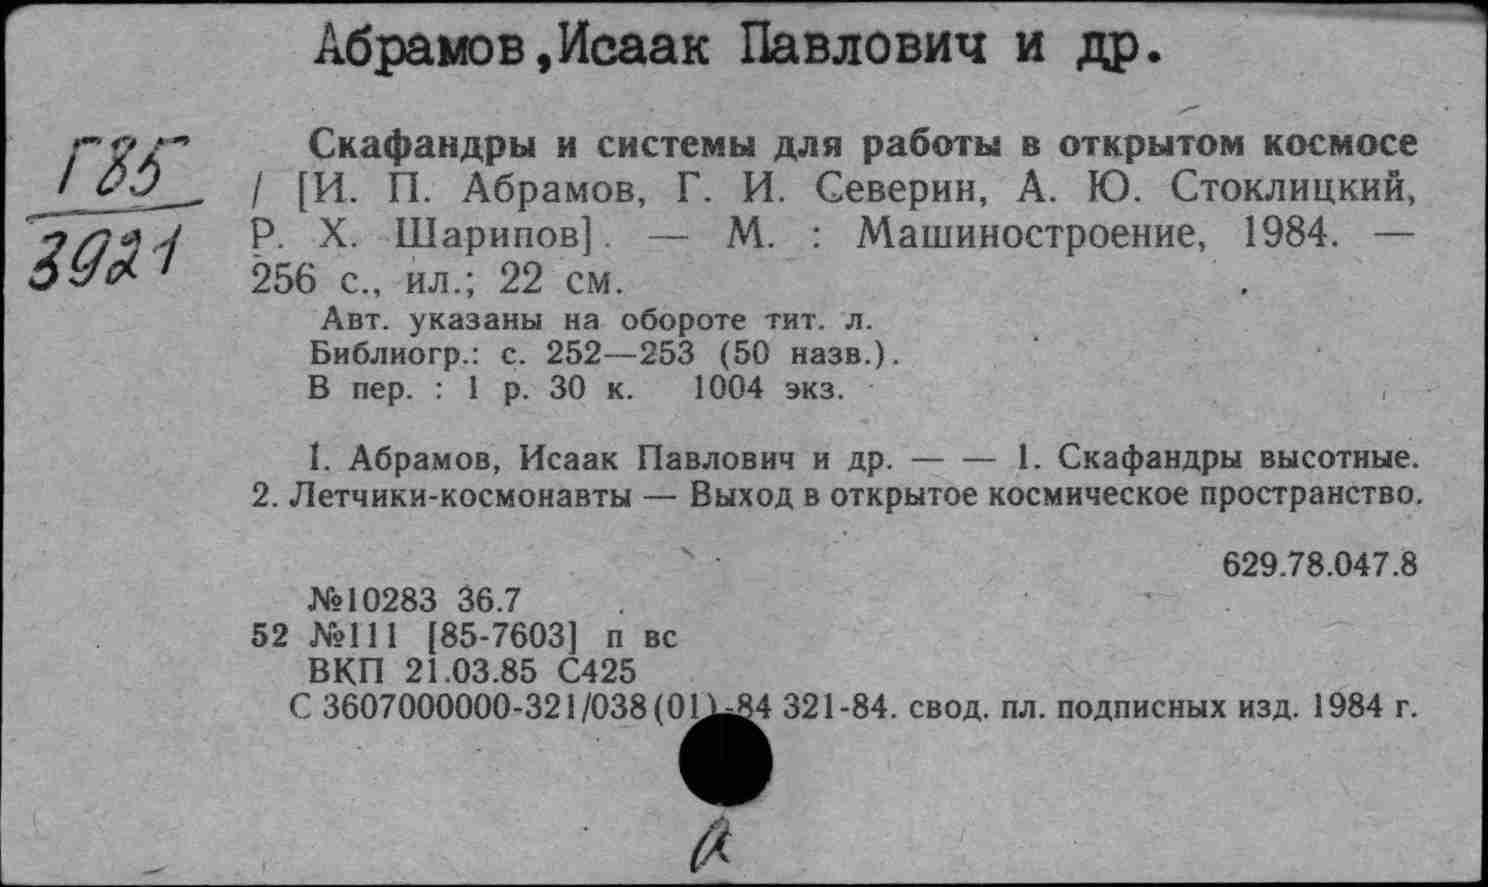 Абрамов,Исаак Павлович и др.
Г85
3921
Скафандры и системы для работы в открытом космосе
/ [И. П. Абрамов, Г. И. Северин, А. Ю. Стоклицкий,
Р. Х. Шарипов]. — М. : Машиностроение, 1984. —
256 с., ил.; 22 см.
Авт. указаны на обороте тит. л.
Библиогр.: с. 252—253 (50 назв.).
В пер. : 1 р. 30 к. 1004 экз.
1. Абрамов, Исаак Павлович и др. — — 1. Скафандры высотные.
2. Летчики-космонавты — Выход в открытое космическое пространство.
629.78.047.8
№10283 36.7
52 №111 [85-7603] п вс
ВКП 21.03.85 С425
С 3607000000-321/038(01)-84 321-84. свод. пл. подписных изд. 1984 г.